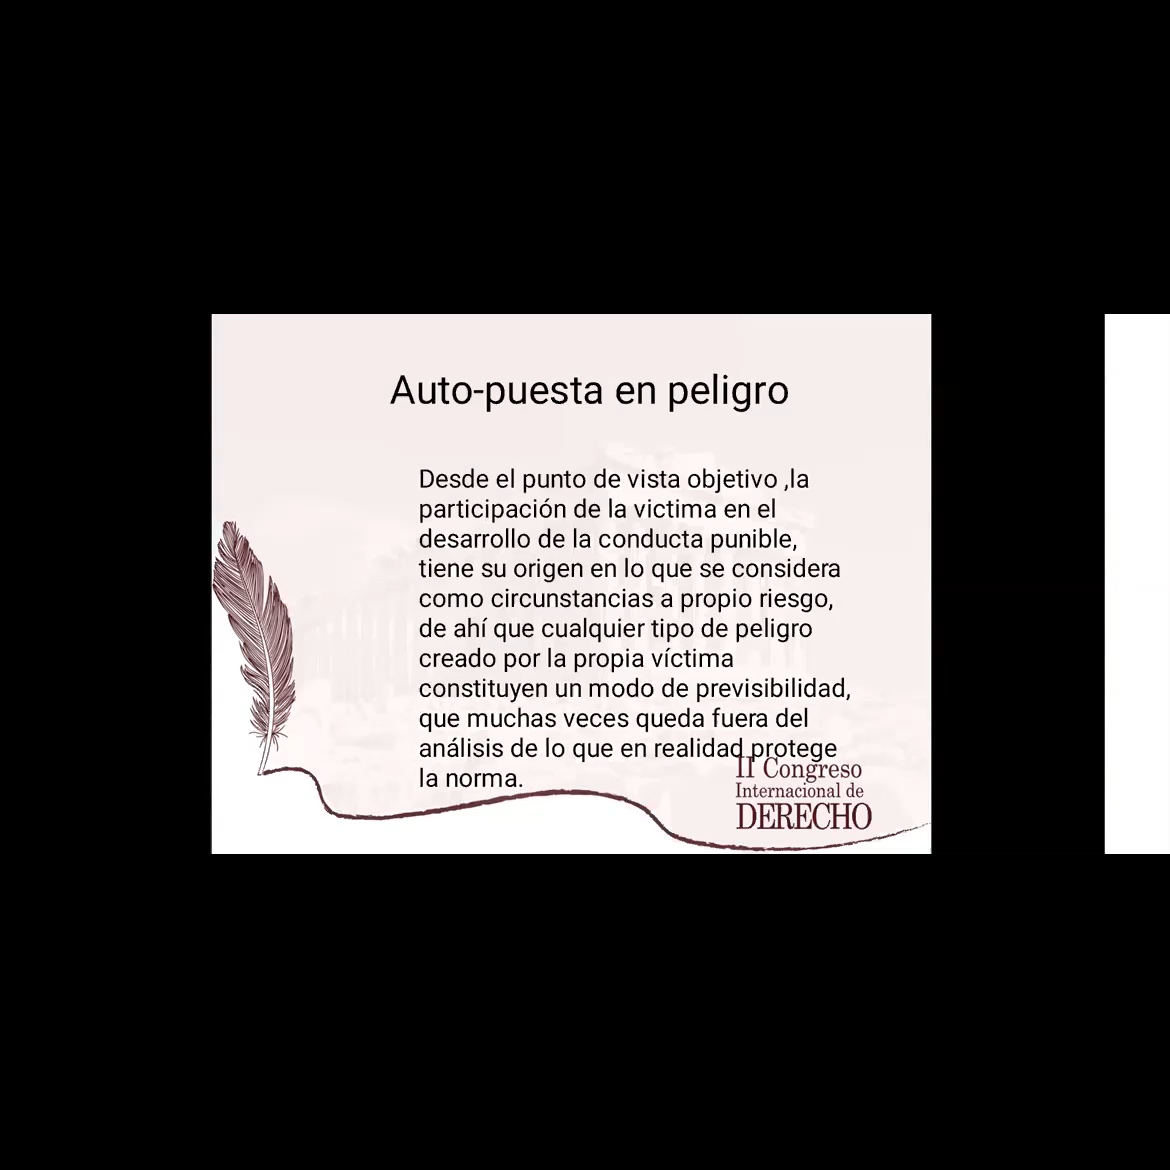 Auto-puesta en peligro
Desde el punto de vista objetivo ,la
participación de la victima en el
desarrollo de la conducta punible,
tiene su origen en lo que se considera
como circunstancias a propio riesgo,
de ahí que cualquier tipo de peligro
creado por la propia víctima
constituyen un modo de previsibilidad,
que muchas veces queda fuera del
análisis de lo que en realidad protege
la norma.
II Congreso
Internacional de
DERECHO